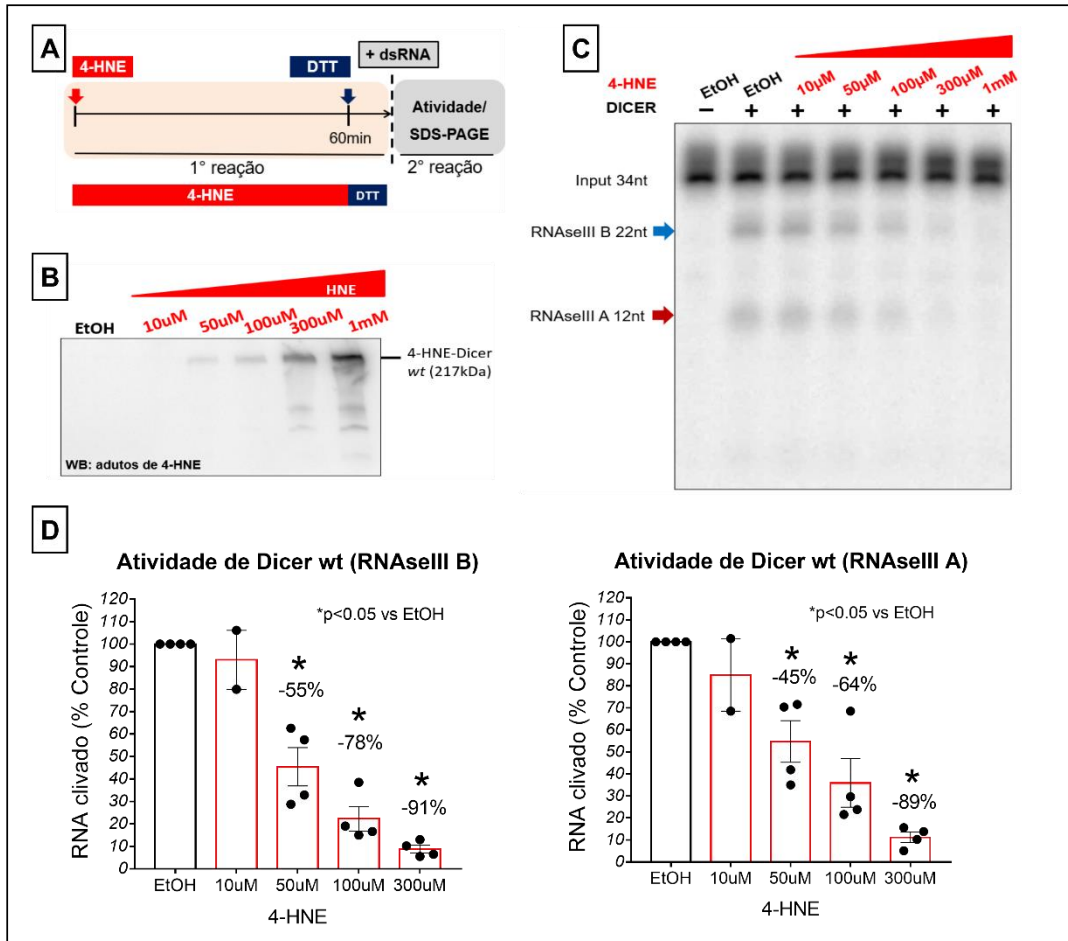 A
4-HNE
DTT
+ dsRNA
60min
Atividade/
SDS-PAGE
1° reação
2° reação
4-HNE
DTT
B
HNE
EtOH
10uM
50uM
100uM
300uM
1mM
4-HNE-Dicer
wt (217kDa)
WB: adutos de 4-HNE
C
4-HNE
EtOH
EtOH
10µM
50µM
100µM
300µM
1mM
DICER
− + + + + + +
Input 34nt
RNAseIII B 22nt
RNAseIII A 12nt
D
Atividade de Dicer wt (RNAseIII B)
RNA clivado (% Controle)
120
110
100
90
80
70
60
50
40
30
20
10
0
*p<0.05 vs EtOH
*
-55%
*
-78%
*
-91%
EtOH 10uM 50uM 100uM 300uM
4-HNE
Atividade de Dicer wt (RNAseIII A)
RNA clivado (% Controle)
120
110
100
90
80
70
60
50
40
30
20
10
0
*p<0.05 vs EtOH
*
-45%
*
-64%
*
-89%
EtOH 10uM 50uM 100uM 300uM
4-HNE